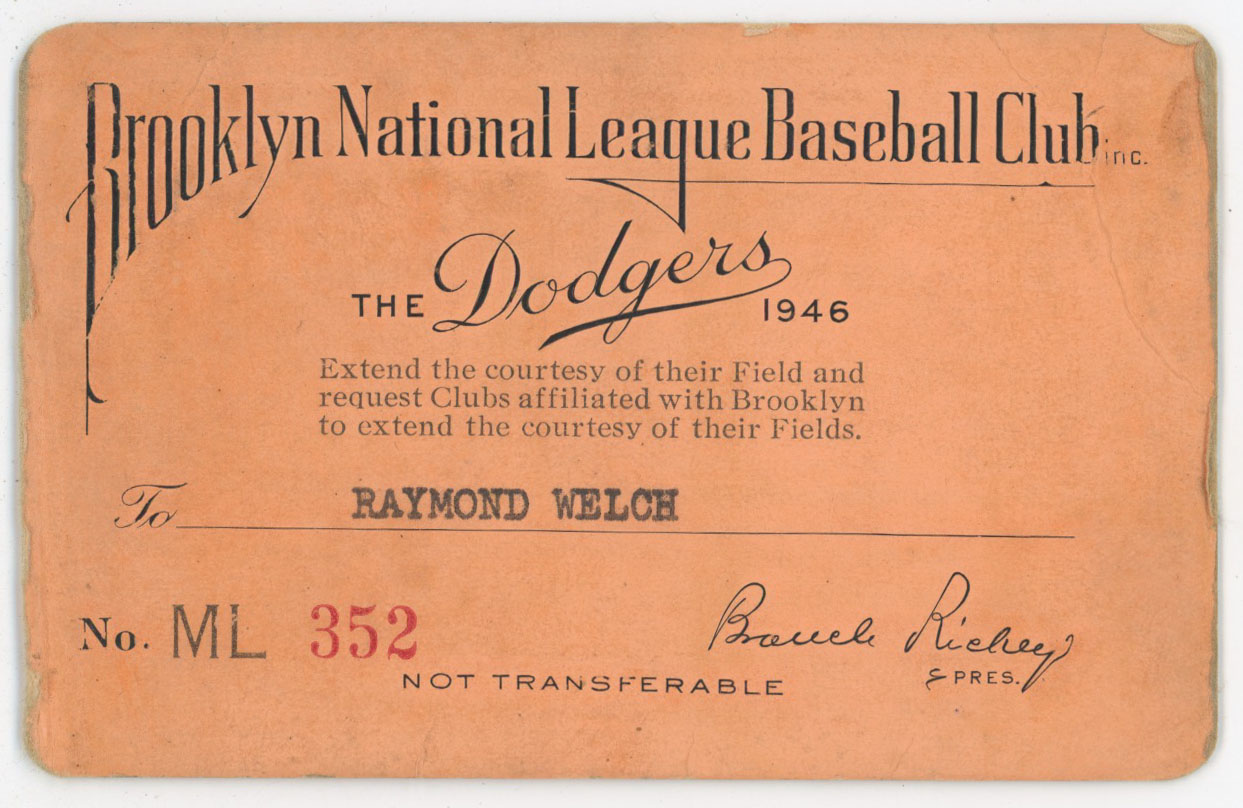 Brooklyn National League Baseball Club, inc.
THE Dodgers 1946
Extend the courtesy of their Field and
request Clubs affiliated with Brooklyn
to extend the courtesy of their Fields.
To RAYMOND WELCH
No. ML 352
Branch Rickey
PRES.
NOT TRANSFERABLE